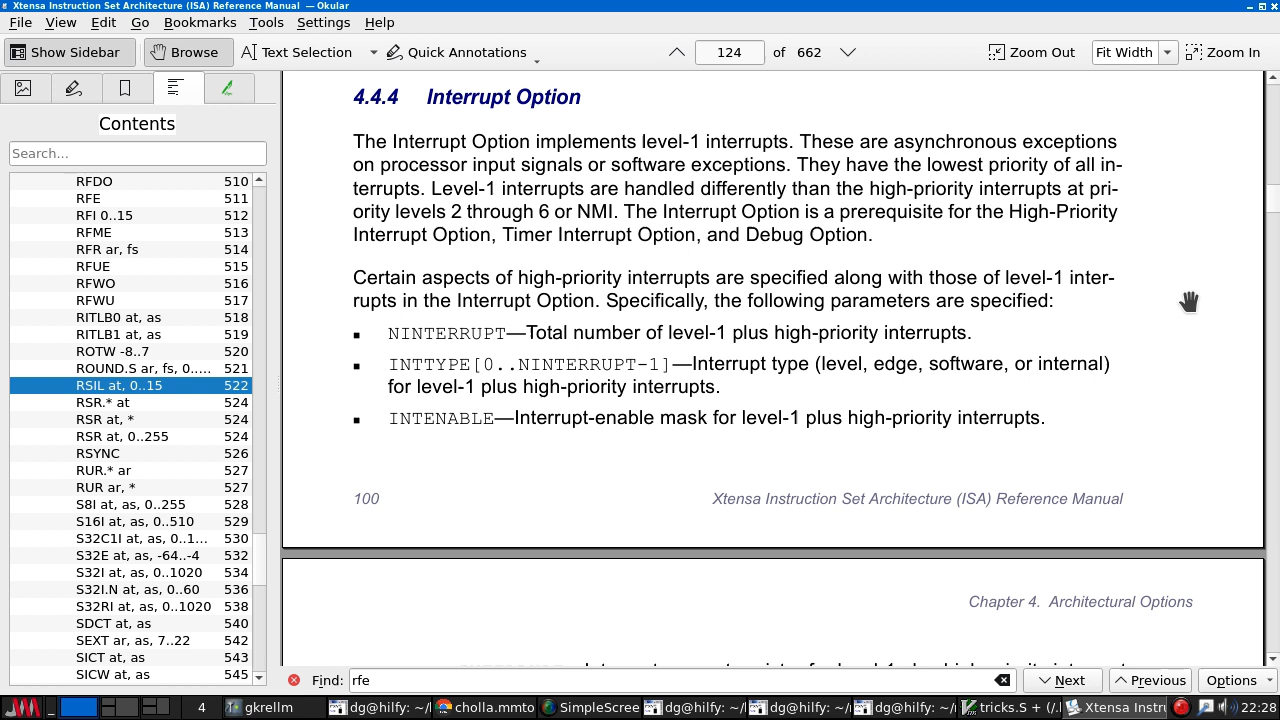 Xtensa Instruction Set Architecture (ISA) Reference Manual — Okular
File View Edit Go Bookmarks Tools Settings Help
Show Sidebar Browse Text Selection Quick Annotations 124 of 662 Zoom Out Fit Width Zoom In
Contents
Search...
RFDO 510
RFE 511
RFI 0..15 512
RFME 513
RFR ar, fs 514
RFUE 515
RFWO 516
RFWU 517
RITLB0 at, as 518
RITLB1 at, as 519
ROTW -8..7 520
ROUND.S ar, fs, 0..… 521
RSIL at, 0..15 522
RSR.* at 524
RSR at, * 524
RSR at, 0..255 524
RSYNC 526
RUR.* ar 527
RUR ar, * 527
S8I at, as, 0..255 528
S16I at, as, 0..510 529
S32C1I at, as, 0..1… 530
S32E at, as, -64..-4 532
S32I at, as, 0..1020 534
S32I.N at, as, 0..60 536
S32RI at, as, 0..1020 538
SDCT at, as 540
SEXT ar, as, 7..22 542
SICT at, as 543
SICW at, as 545
4.4.4 Interrupt Option
The Interrupt Option implements level-1 interrupts. These are asynchronous exceptions
on processor input signals or software exceptions. They have the lowest priority of all in-
terrupts. Level-1 interrupts are handled differently than the high-priority interrupts at pri-
ority levels 2 through 6 or NMI. The Interrupt Option is a prerequisite for the High-Priority
Interrupt Option, Timer Interrupt Option, and Debug Option.
Certain aspects of high-priority interrupts are specified along with those of level-1 inter-
rupts in the Interrupt Option. Specifically, the following parameters are specified:
▪ NINTERRUPT—Total number of level-1 plus high-priority interrupts.
▪ INTTYPE[0..NINTERRUPT-1]—Interrupt type (level, edge, software, or internal)
for level-1 plus high-priority interrupts.
▪ INTENABLE—Interrupt-enable mask for level-1 plus high-priority interrupts.
100 Xtensa Instruction Set Architecture (ISA) Reference Manual
Chapter 4. Architectural Options
Find: rfe Next Previous Options
4 gkrellm dg@hilfy: ~/ cholla.mmto SimpleScree dg@hilfy: ~/ dg@hilfy: ~/ dg@hilfy: ~/ tricks.S + (/. Xtensa Instr 22:28